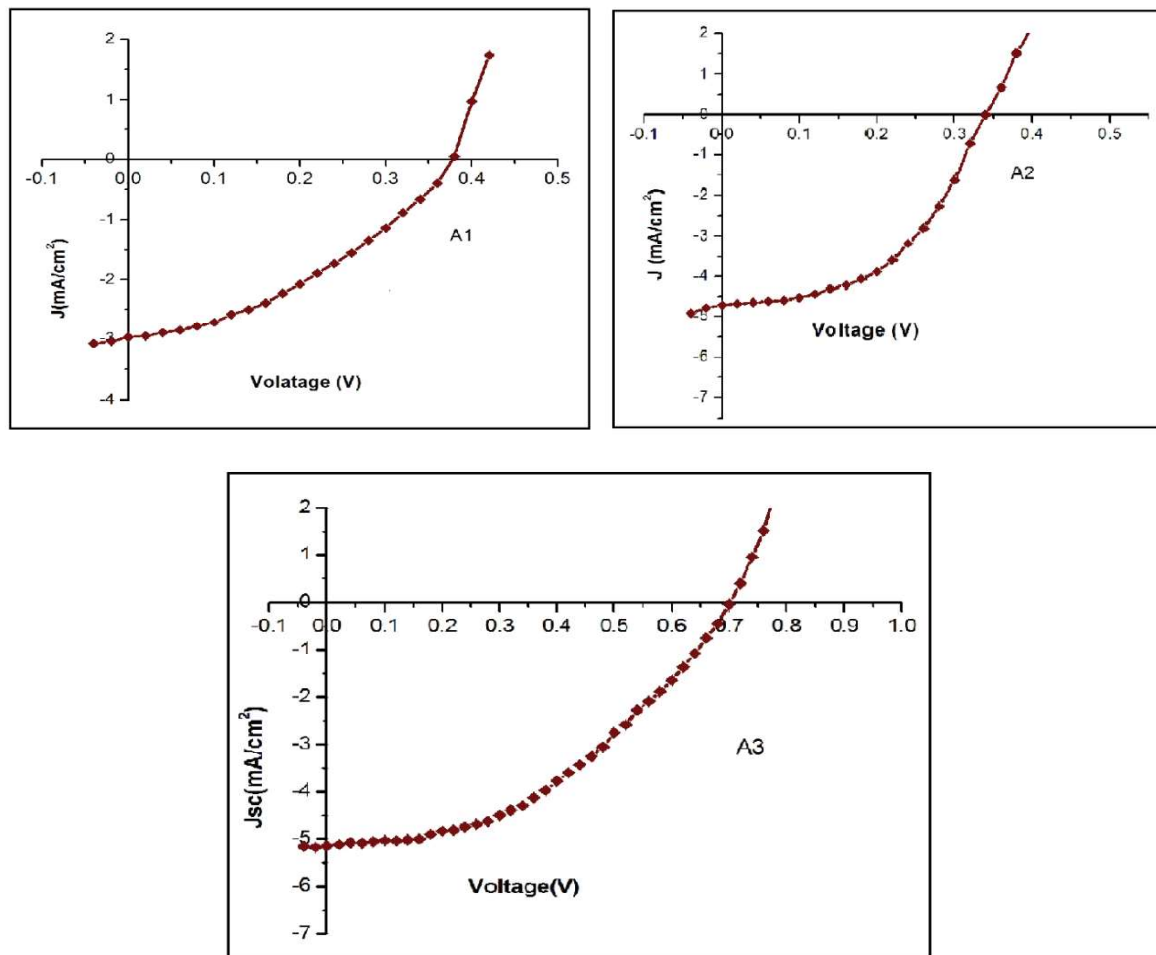 2
1
0
-0.1 0.0 0.1 0.2 0.3 0.4 0.5
-1
A1
J(mA/cm²)
-2
-3
Volatage (V)
-4
2
1
0
-0.1 0.0 0.1 0.2 0.3 0.4 0.5
-1
A2
-2
J (mA/cm²)
-3
-4
-5
Voltage (V)
-6
-7
2
1
0
-0.1 0.0 0.1 0.2 0.3 0.4 0.5 0.6 0.7 0.8 0.9 1.0
-1
-2
-3
A3
Jsc(mA/cm²)
-4
-5
-6
Voltage(V)
-7